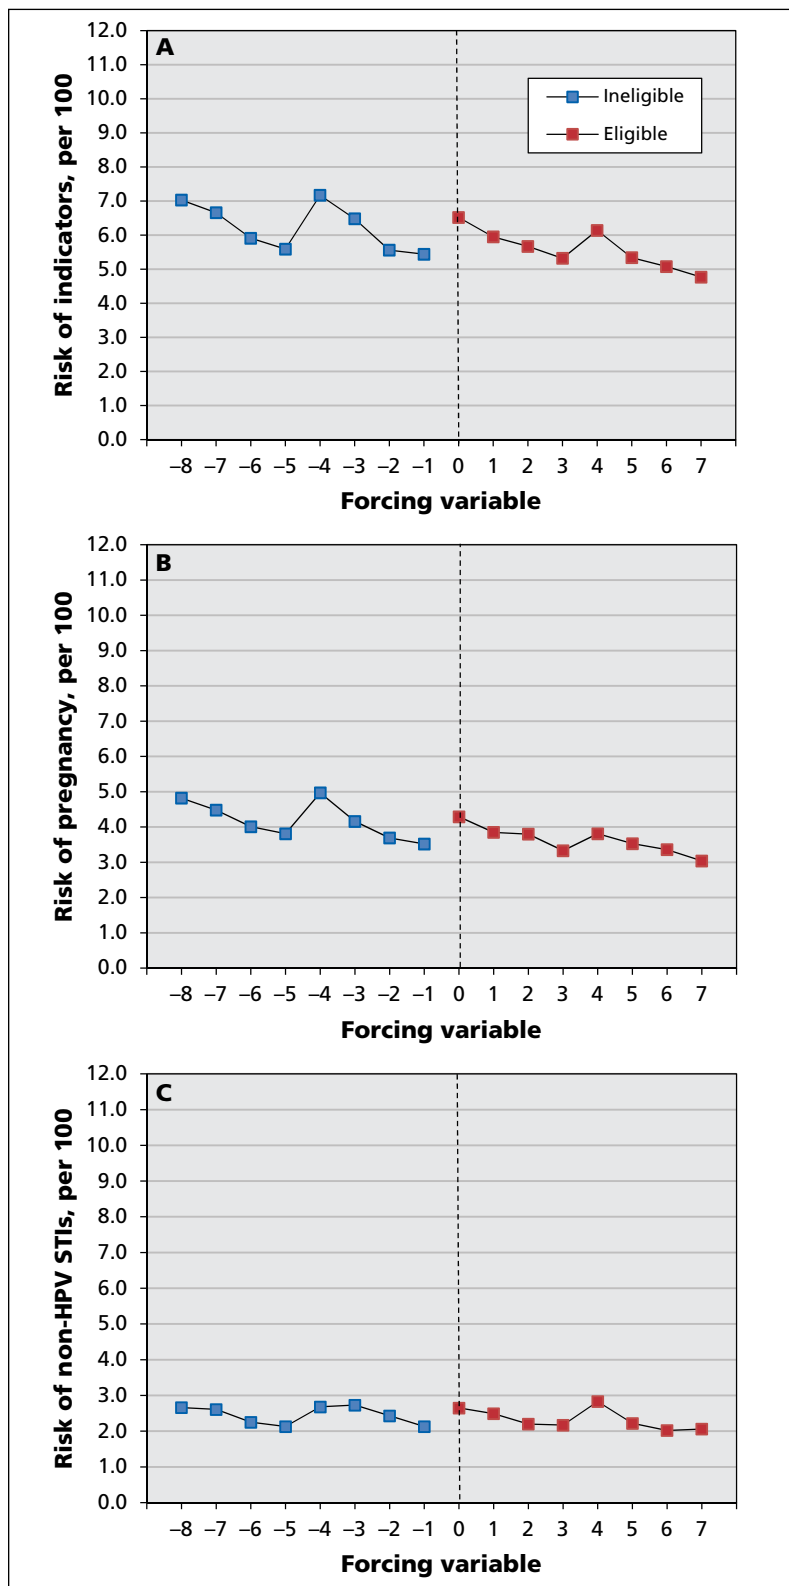 A
Ineligible
Eligible
Risk of indicators, per 100
12.0
11.0
10.0
9.0
8.0
7.0
6.0
5.0
4.0
3.0
2.0
1.0
0.0
–8 –7 –6 –5 –4 –3 –2 –1 0 1 2 3 4 5 6 7
Forcing variable
B
Risk of pregnancy, per 100
12.0
11.0
10.0
9.0
8.0
7.0
6.0
5.0
4.0
3.0
2.0
1.0
0.0
–8 –7 –6 –5 –4 –3 –2 –1 0 1 2 3 4 5 6 7
Forcing variable
C
Risk of non-HPV STIs, per 100
12.0
11.0
10.0
9.0
8.0
7.0
6.0
5.0
4.0
3.0
2.0
1.0
0.0
–8 –7 –6 –5 –4 –3 –2 –1 0 1 2 3 4 5 6 7
Forcing variable